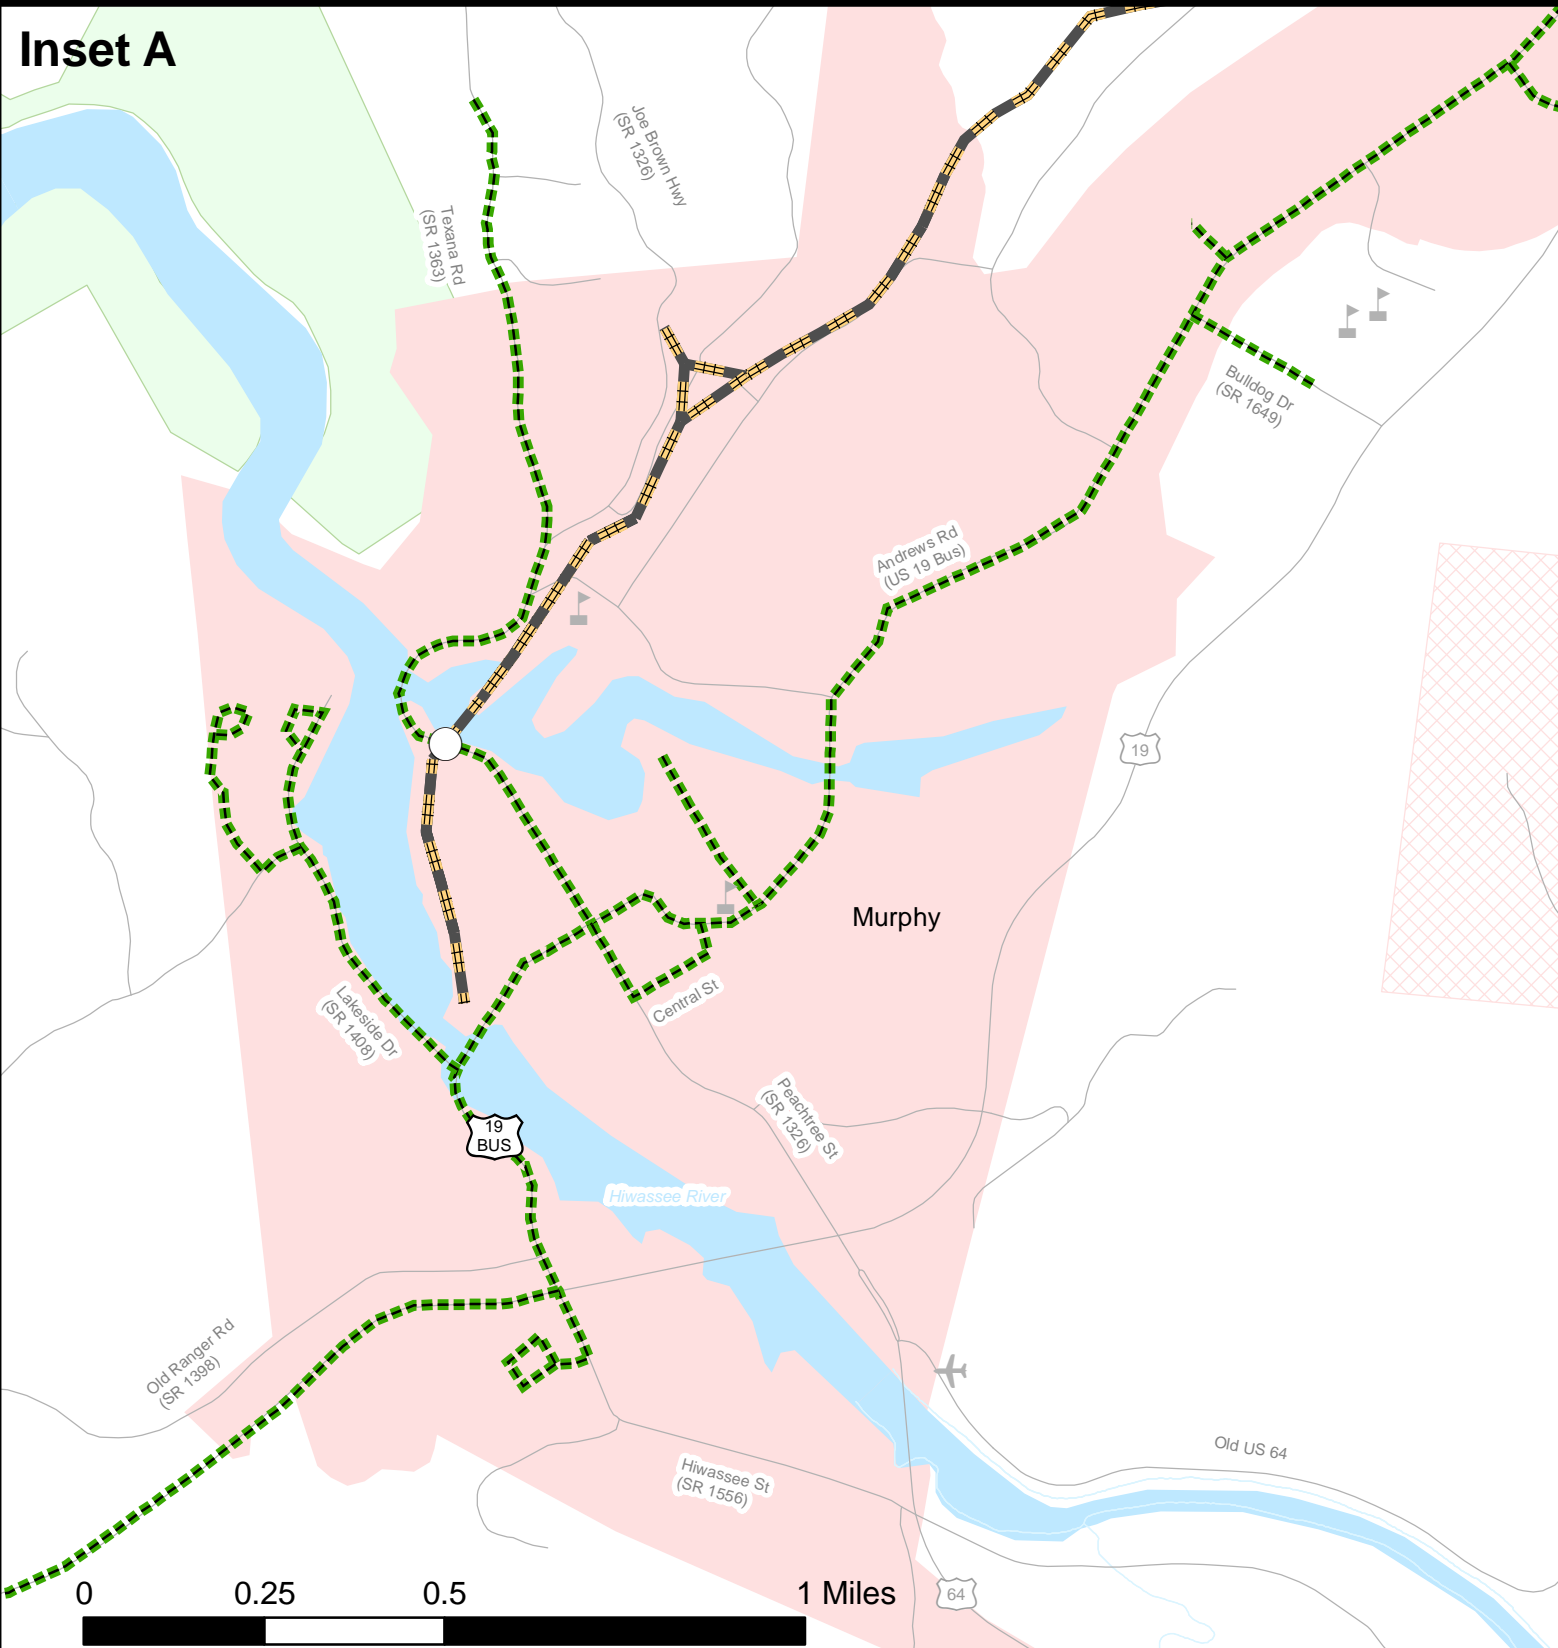 Inset A
Joe Brown Hwy
(SR 1326)
Texana Rd
(SR 1363)
Bulldog Dr
(SR 1649)
Andrews Rd
(US 19 Bus)
19
Murphy
Central St
Lakeside Dr
(SR 1408)
Peachtree St
(SR 1326)
19
BUS
Hiwassee River
Old Ranger Rd
(SR 1398)
Old US 64
Hiwassee St
(SR 1556)
64
0 0.25 0.5 1 Miles